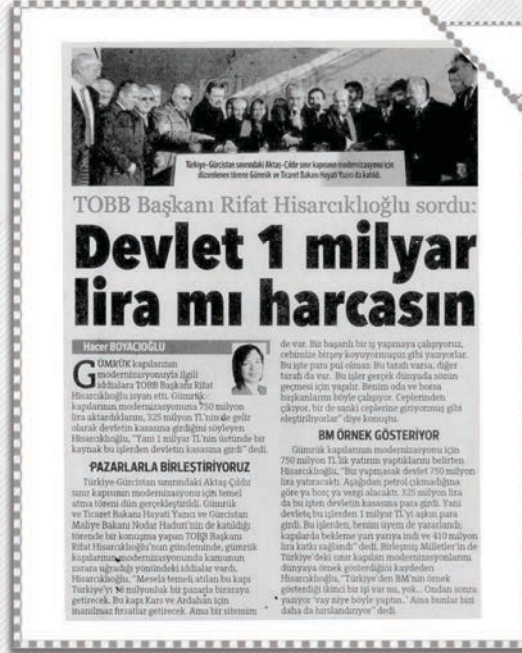 Türkiye-Gürcistan sınırındaki Aktaş-Çıldır sınır kapısının modernizasyonu için
düzenlenen törene Gümrük ve Ticaret Bakanı Hayati Yazıcı da katıldı.
TOBB Başkanı Rifat Hisarcıklıoğlu sordu:
Devlet 1 milyar
lira mı harcasın
Hacer BOYACIOĞLU
GÜMRÜK kapılarının
modernizasyonuyla ilgili
iddialara TOBB Başkanı Rifat
Hisarcıklıoğlu isyan etti. Gümrük
kapılarının modernizasyonuna 750 milyon
lira aktardıklarını, 325 milyon TL'nin de gelir
olarak devletin kasasına girdiğini söyleyen
Hisarcıklıoğlu, "Yani 1 milyar TL'nin üstünde bir
kaynak bu işlerden devletin kasasına girdi" dedi.
PAZARLARLA BİRLEŞTİRİYORUZ
Türkiye-Gürcistan sınırındaki Aktaş-Çıldır
sınır kapısının modernizasyonu için temel
atma töreni dün gerçekleştirildi. Gümrük
ve Ticaret Bakanı Hayati Yazıcı ve Gürcistan
Maliye Bakanı Nodar Haduri'nin de katıldığı
törende bir konuşma yapan TOBB Başkanı
Rifat Hisarcıklıoğlu'nun gündeminde, gümrük
kapılarının modernizasyonunda kamunun
zarara uğradığı yönündeki iddialar vardı.
Hisarcıklıoğlu, "Mesela temeli atılan bu kapı
Türkiye'yi milyonluk bir pazarla biraraya
getirecek. Bu kapı Kars ve Ardahan için
inanılmaz fırsatlar getirecek. Ama bir sitemim
de var. Biz başarılı bir iş yapmaya çalışıyoruz,
cebimize birşey koyuyormuşuz gibi yazıyorlar.
Bu işte para pul olmaz. Bu tarafı varsa, diğer
tarafı da var. Bu işler gerçek dünyada sözün
geçmesi için yapılır. Benim oda ve borsa
başkanlarım böyle çalışıyor. Ceplerinden
çıkıyor, bir de sanki ceplerine giriyormuş gibi
eleştiriliyorlar" diye konuştu.
BM ÖRNEK GÖSTERİYOR
Gümrük kapılarının modernizasyonu için
750 milyon TL'lik yatırım yaptıklarını belirten
Hisarcıklıoğlu, "Biz yapmasak devlet 750 milyon
lira yatıracaktı. Aşağıdan petrol çıkmadığına
göre ya borç ya vergi alacaktı. 325 milyon lira
da bu işten devletin kasasına para girdi. Yani
devlete bu işlerden 1 milyar TL'yi aşkın para
girdi. Bu işlerden, benim üyem de yararlandı;
kapılarda bekleme yarı yarıya indi ve 410 milyon
lira katkı sağlandı" dedi. Birleşmiş Milletler'in de
Türkiye'deki sınır kapıları modernizasyonlarını
dünyaya örnek gösterdiğini kaydeden
Hisarcıklıoğlu, "Türkiye'den BM'nin örnek
gösterdiği ikinci bir işi var mı, yok... Ondan sonra
yazıyor 'vay niye böyle yaptın..' Ama bunlar bizi
daha da hırslandırıyor" dedi.